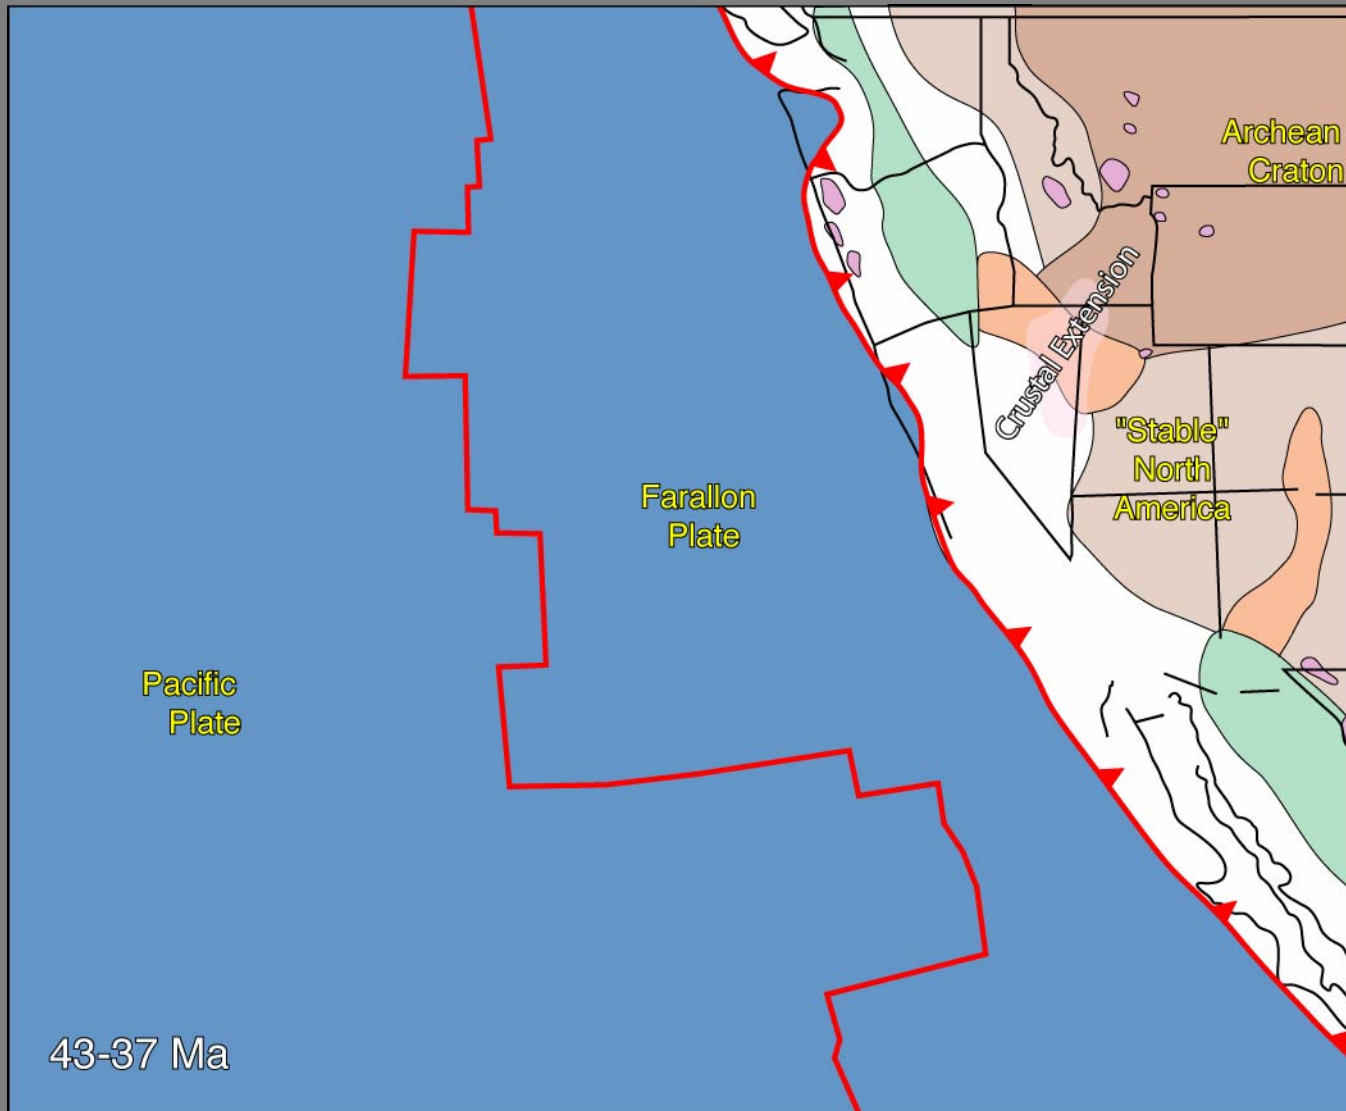 Archean
Craton
Crustal Extension
"Stable"
North
America
Farallon
Plate
Pacific
Plate
43-37 Ma